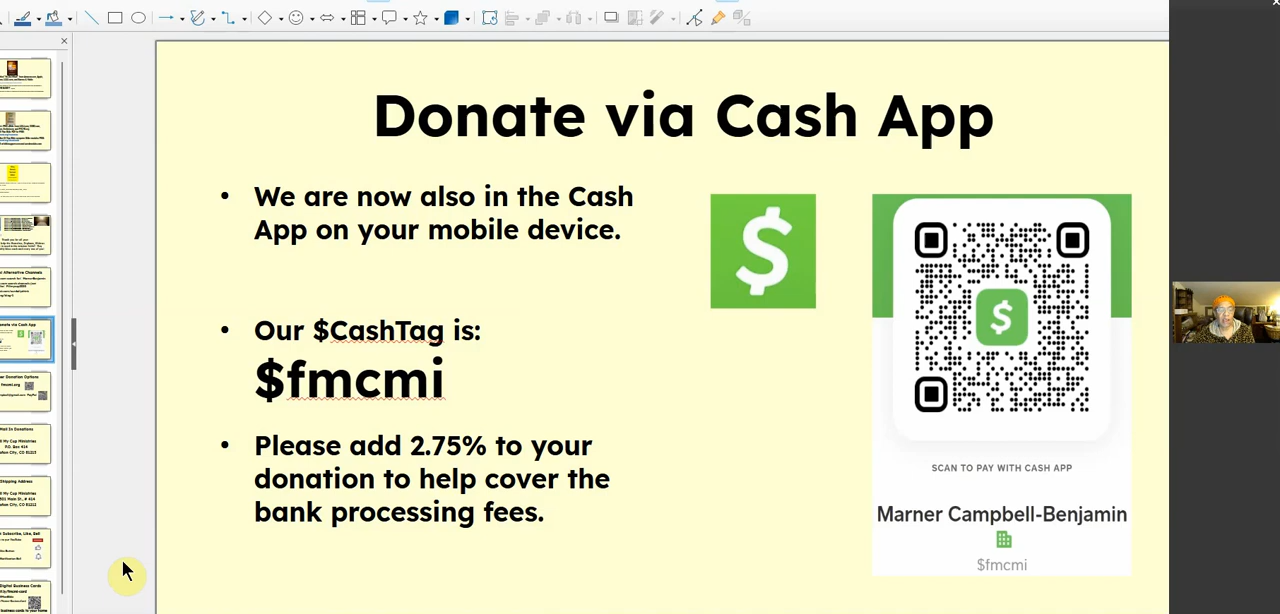 Donate via Cash App
• We are now also in the Cash
App on your mobile device.
• Our $CashTag is:
$fmcmi
• Please add 2.75% to your
donation to help cover the
bank processing fees.
SCAN TO PAY WITH CASH APP
Marner Campbell-Benjamin
$fmcmi